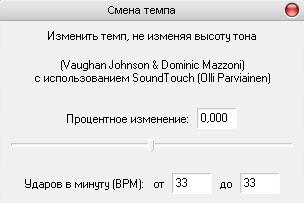 Смена темпа
Изменить темп, не изменяя высоту тона
(Vaughan Johnson & Dominic Mazzoni)
с использованием SoundTouch (Olli Parviainen)
Процентное изменение: 0,000
Ударов в минуту (BPM): от 33 до 33